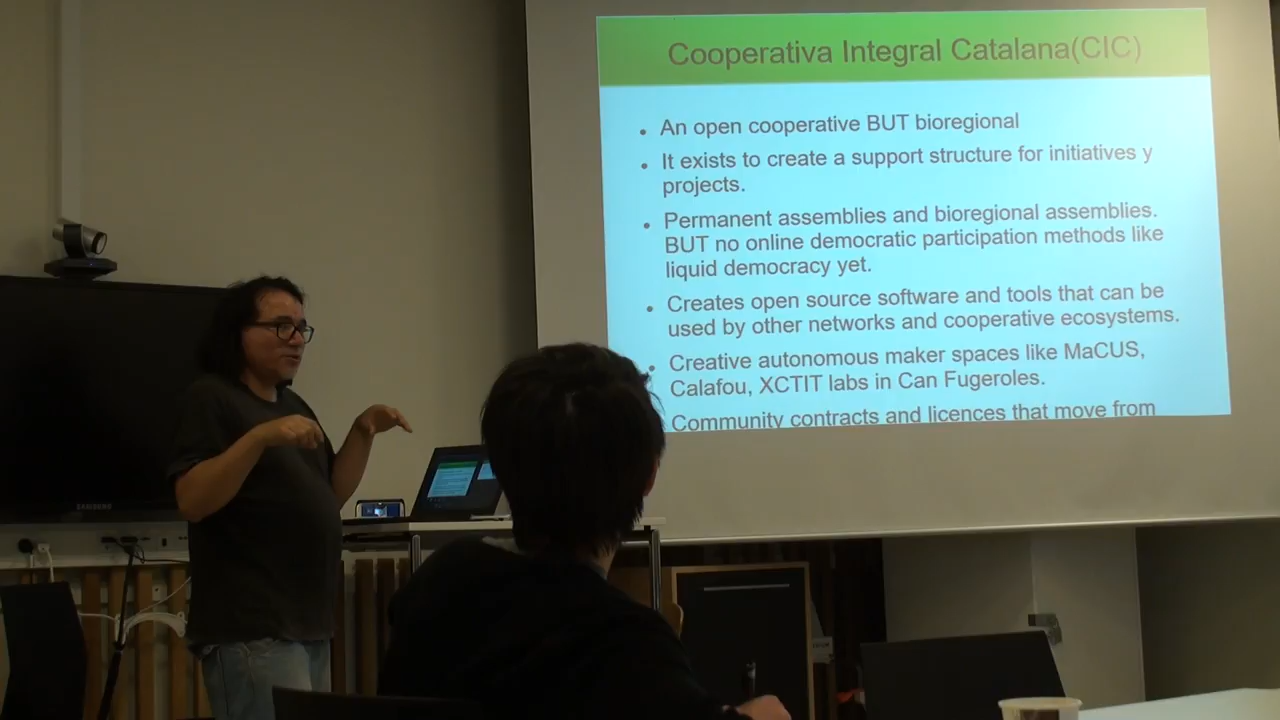 Cooperativa Integral Catalana(CIC)
• An open cooperative BUT bioregional
• It exists to create a support structure for initiatives y
projects.
• Permanent assemblies and bioregional assemblies.
BUT no online democratic participation methods like
liquid democracy yet.
• Creates open source software and tools that can be
used by other networks and cooperative ecosystems.
• Creative autonomous maker spaces like MaCUS,
Calafou, XCTIT labs in Can Fugeroles.
Community contracts and licences that move from
SAMSUNG